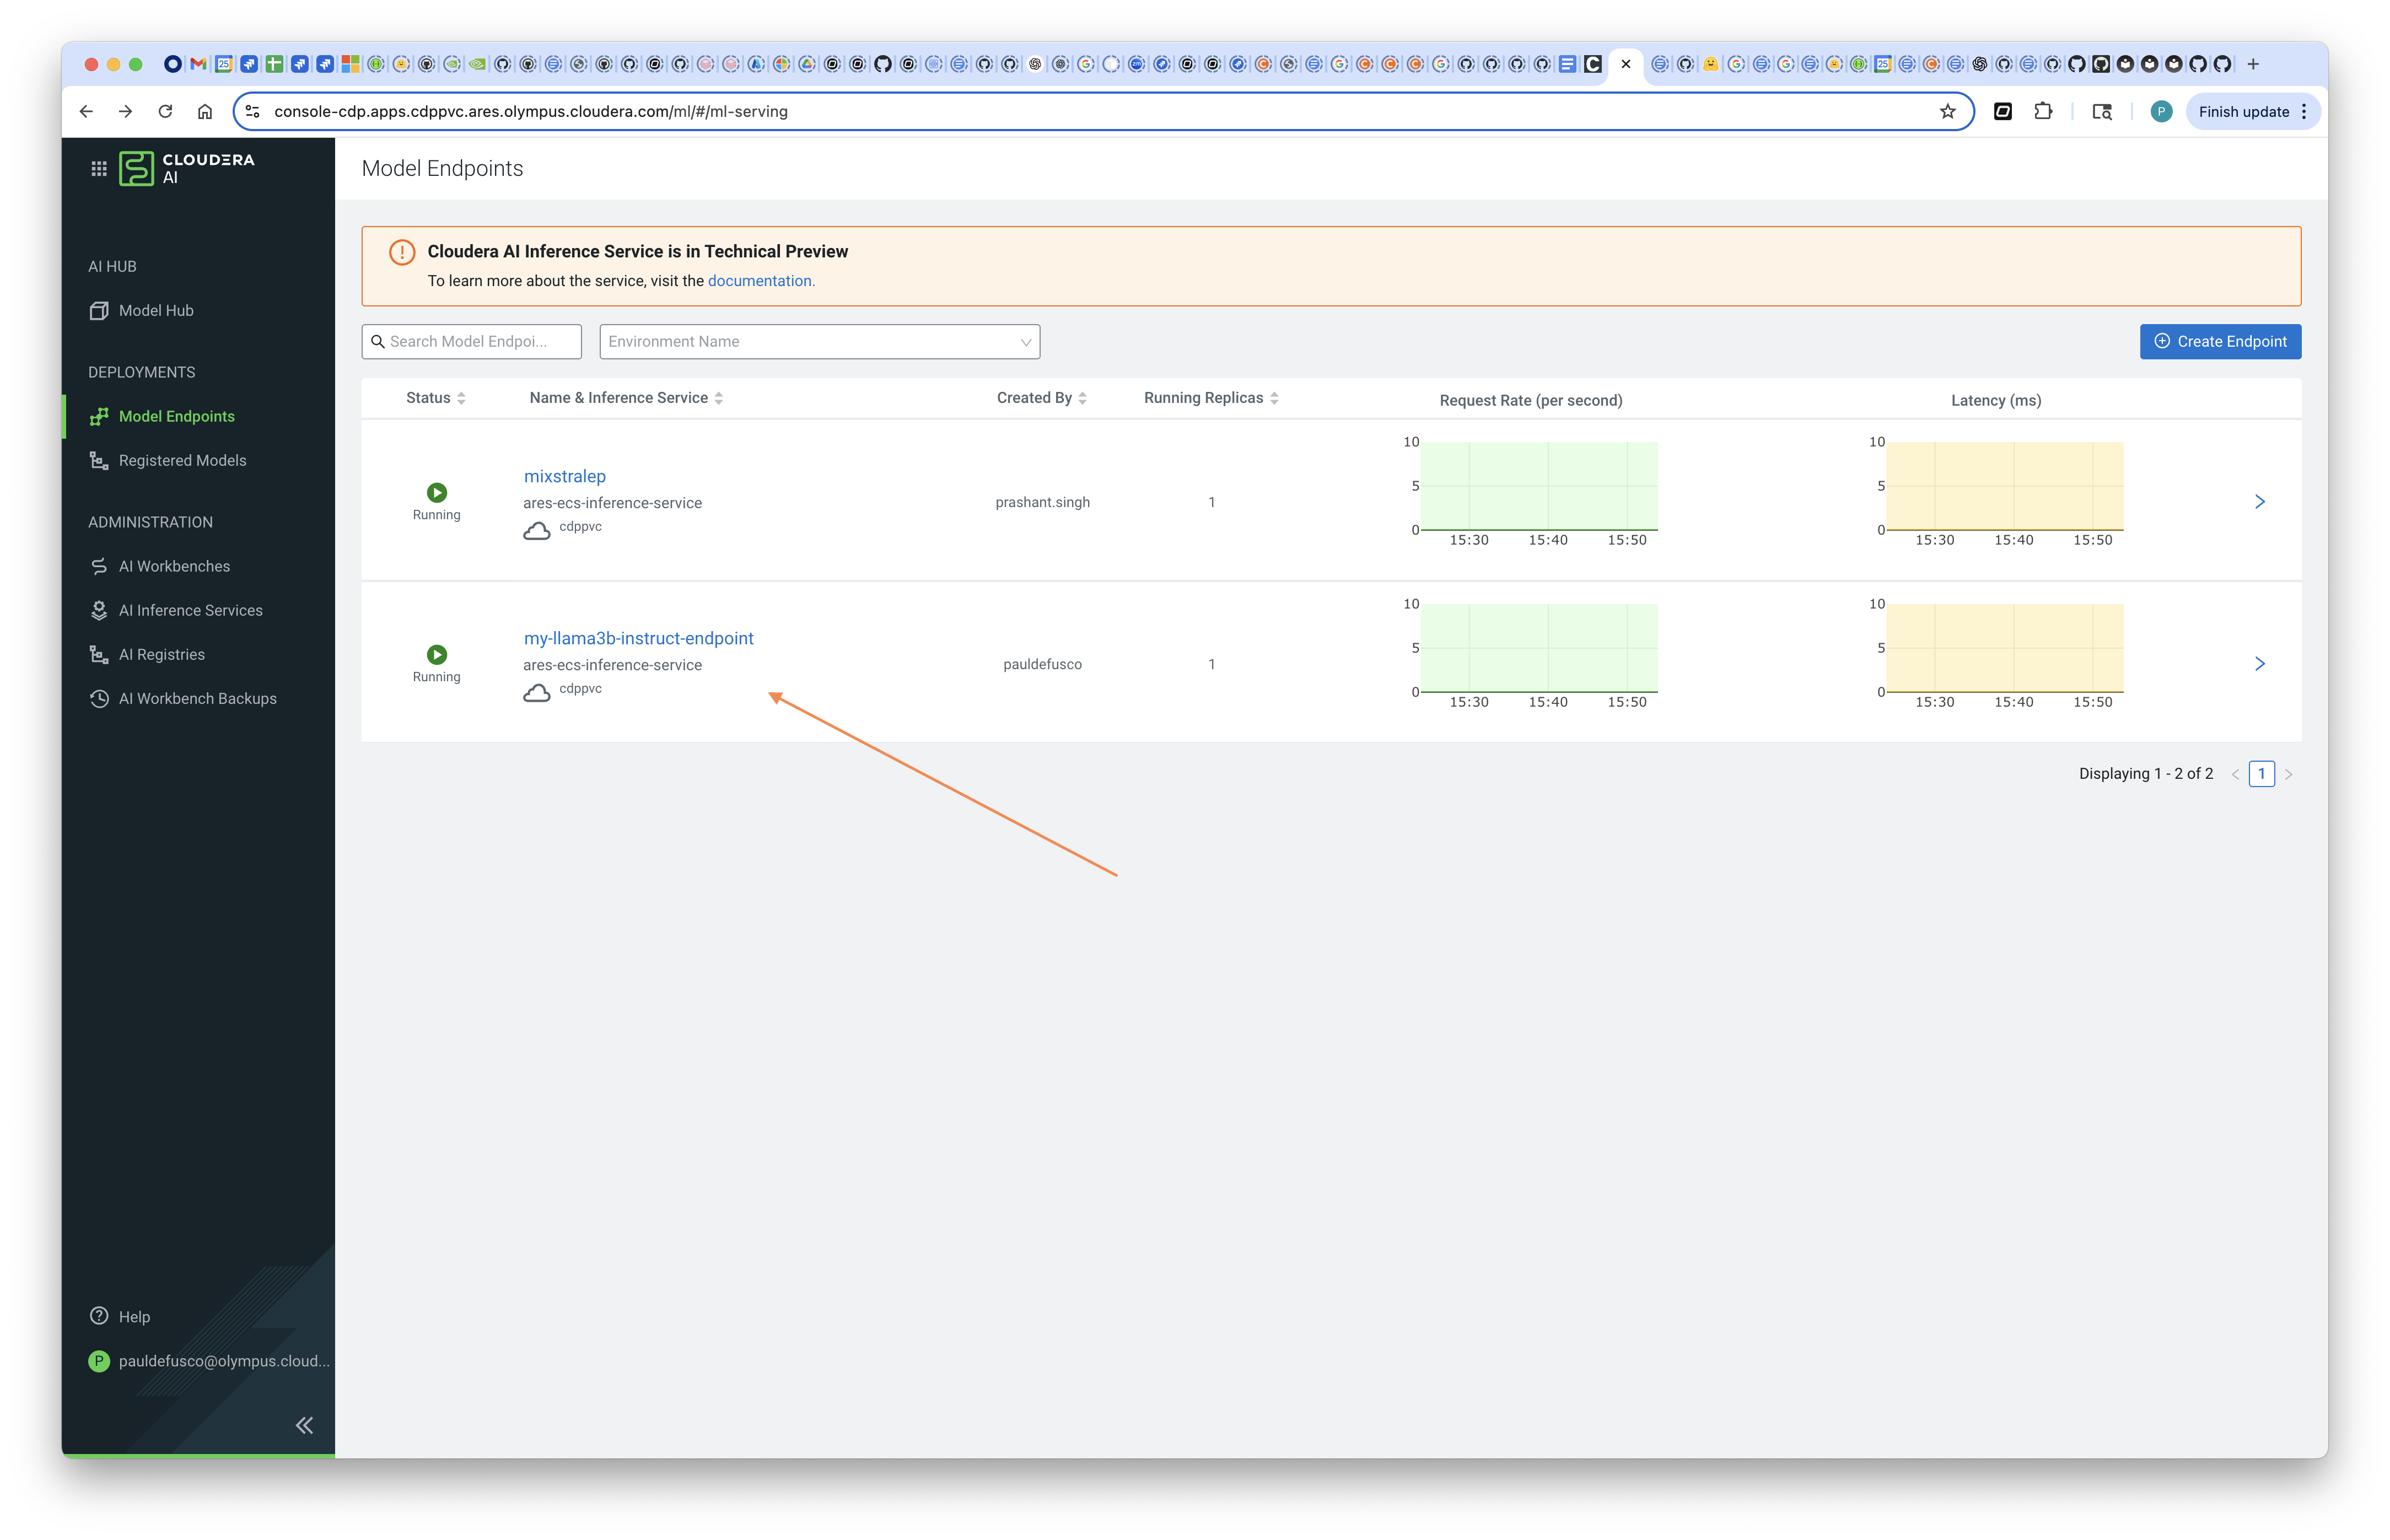 console-cdp.apps.cdppvc.ares.olympus.cloudera.com/ml/#/ml-serving
P
Finish update
CLOUDERA
AI
AI HUB
Model Hub
DEPLOYMENTS
Model Endpoints
Registered Models
ADMINISTRATION
AI Workbenches
AI Inference Services
AI Registries
AI Workbench Backups
Help
P pauldefusco@olympus.cloud...
Model Endpoints
Cloudera AI Inference Service is in Technical Preview
To learn more about the service, visit the documentation.
Search Model Endpoi...
Environment Name
Create Endpoint
Status Name & Inference Service Created By Running Replicas Request Rate (per second) Latency (ms)
Running
mixstralep
ares-ecs-inference-service
cdppvc
prashant.singh
1
10
5
0
15:30 15:40 15:50
10
5
0
15:30 15:40 15:50
Running
my-llama3b-instruct-endpoint
ares-ecs-inference-service
cdppvc
pauldefusco
1
10
5
0
15:30 15:40 15:50
10
5
0
15:30 15:40 15:50
Displaying 1 - 2 of 2
1